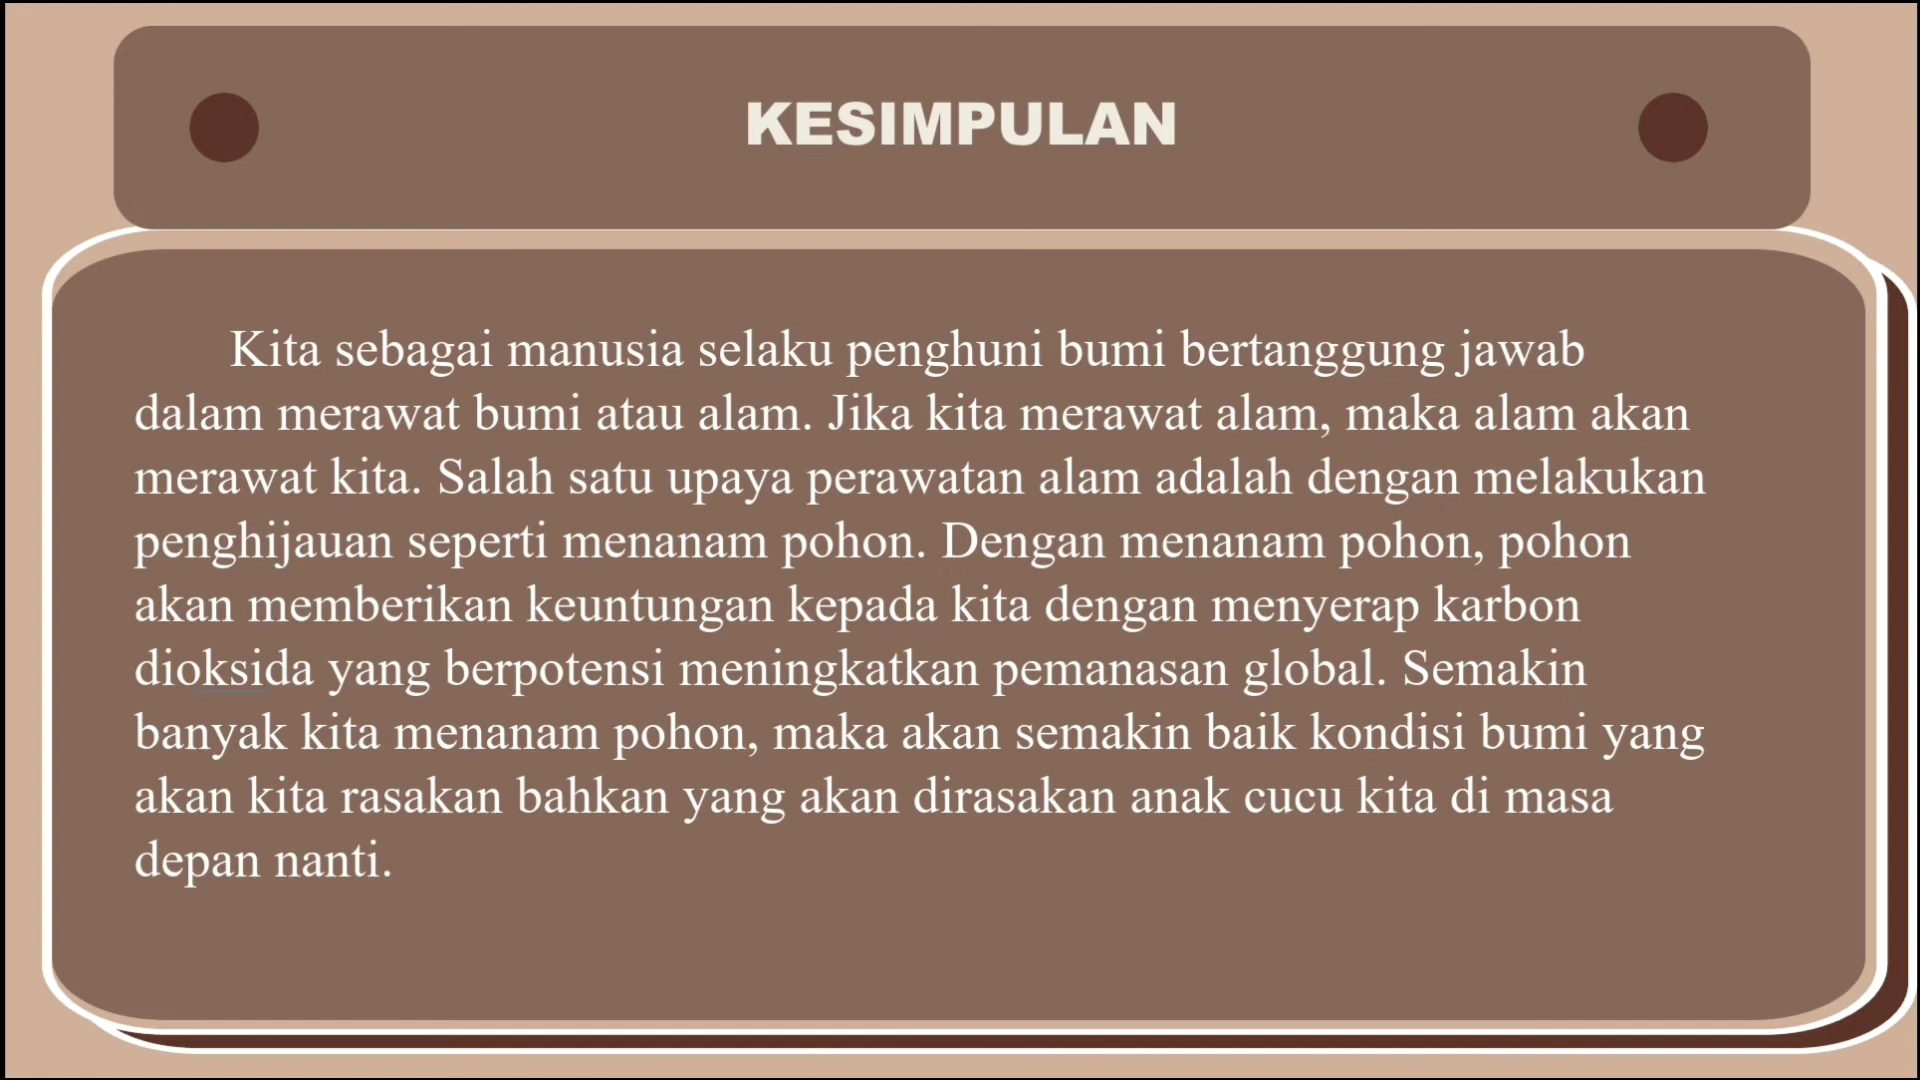 KESIMPULAN
Kita sebagai manusia selaku penghuni bumi bertanggung jawab
dalam merawat bumi atau alam. Jika kita merawat alam, maka alam akan
merawat kita. Salah satu upaya perawatan alam adalah dengan melakukan
penghijauan seperti menanam pohon. Dengan menanam pohon, pohon
akan memberikan keuntungan kepada kita dengan menyerap karbon
dioksida yang berpotensi meningkatkan pemanasan global. Semakin
banyak kita menanam pohon, maka akan semakin baik kondisi bumi yang
akan kita rasakan bahkan yang akan dirasakan anak cucu kita di masa
depan nanti.